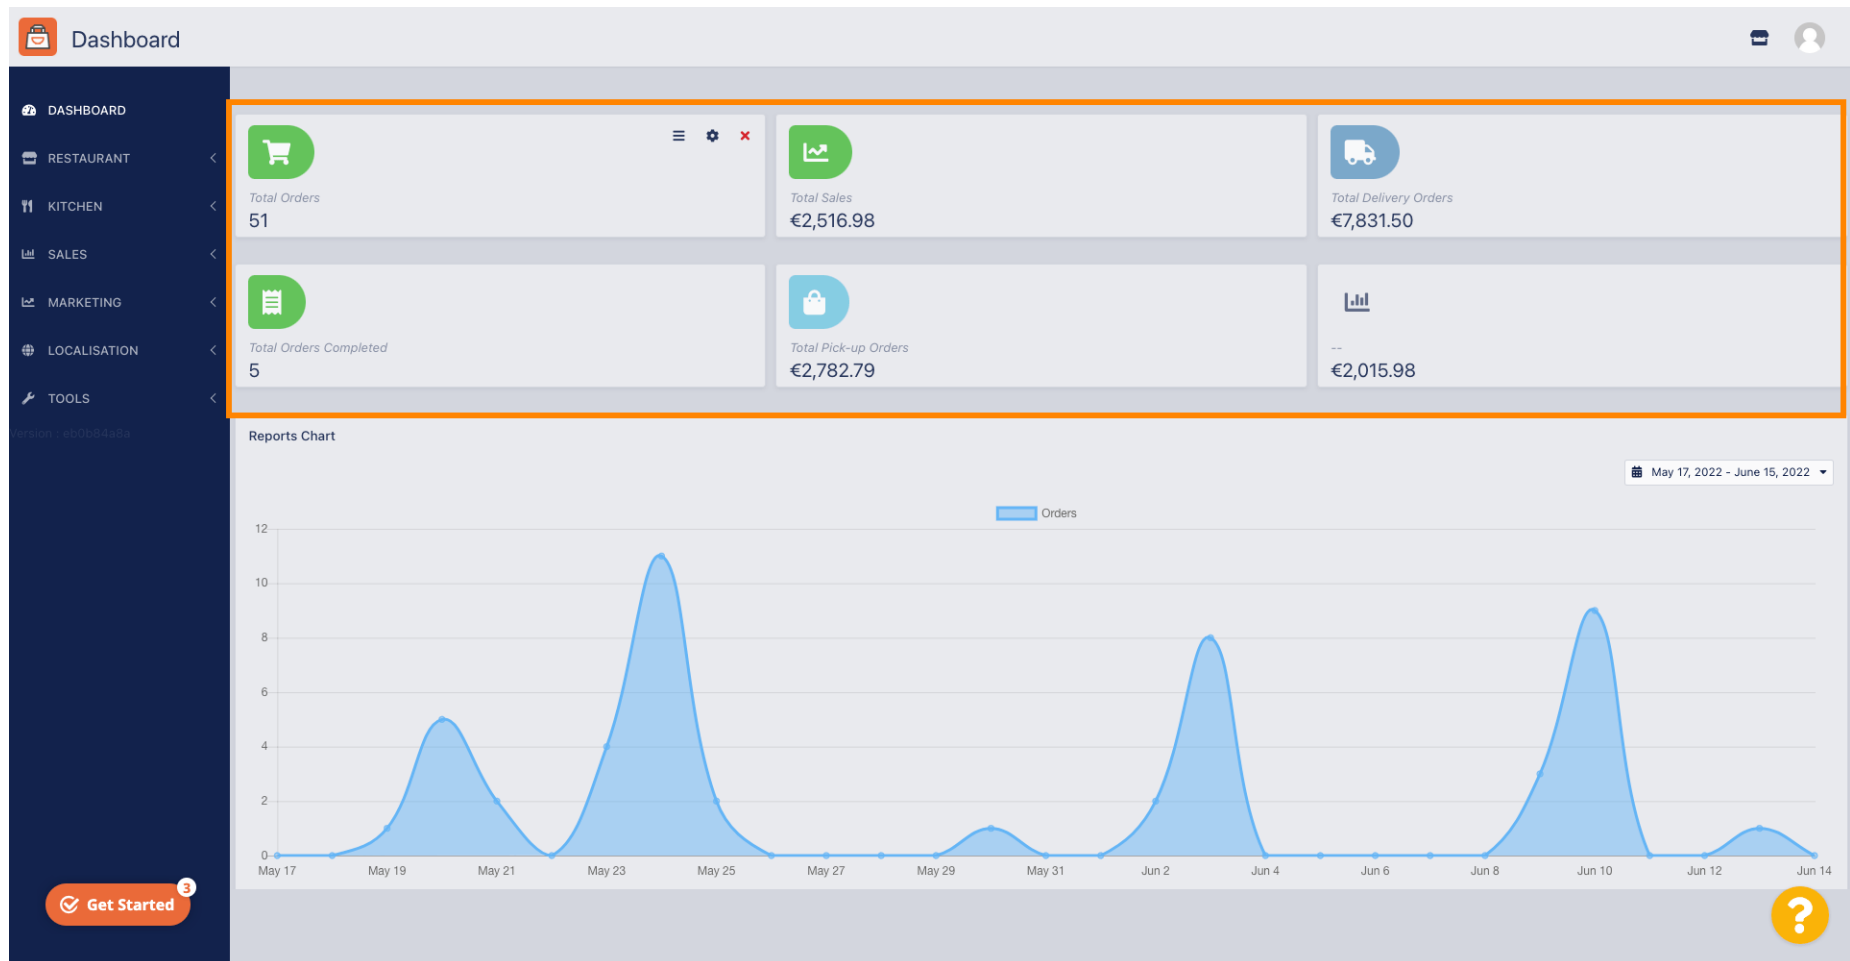 Dashboard
DASHBOARD
RESTAURANT
KITCHEN
SALES
MARKETING
LOCALISATION
TOOLS
Version : eb0b84a8a
Total Orders
51
Total Sales
€2,516.98
Total Delivery Orders
€7,831.50
Total Orders Completed
5
Total Pick-up Orders
€2,782.79
--
€2,015.98
Reports Chart
May 17, 2022 - June 15, 2022
Orders
12
10
8
6
4
2
0
May 17 May 19 May 21 May 23 May 25 May 27 May 29 May 31 Jun 2 Jun 4 Jun 6 Jun 8 Jun 10 Jun 12 Jun 14
3
Get Started
?